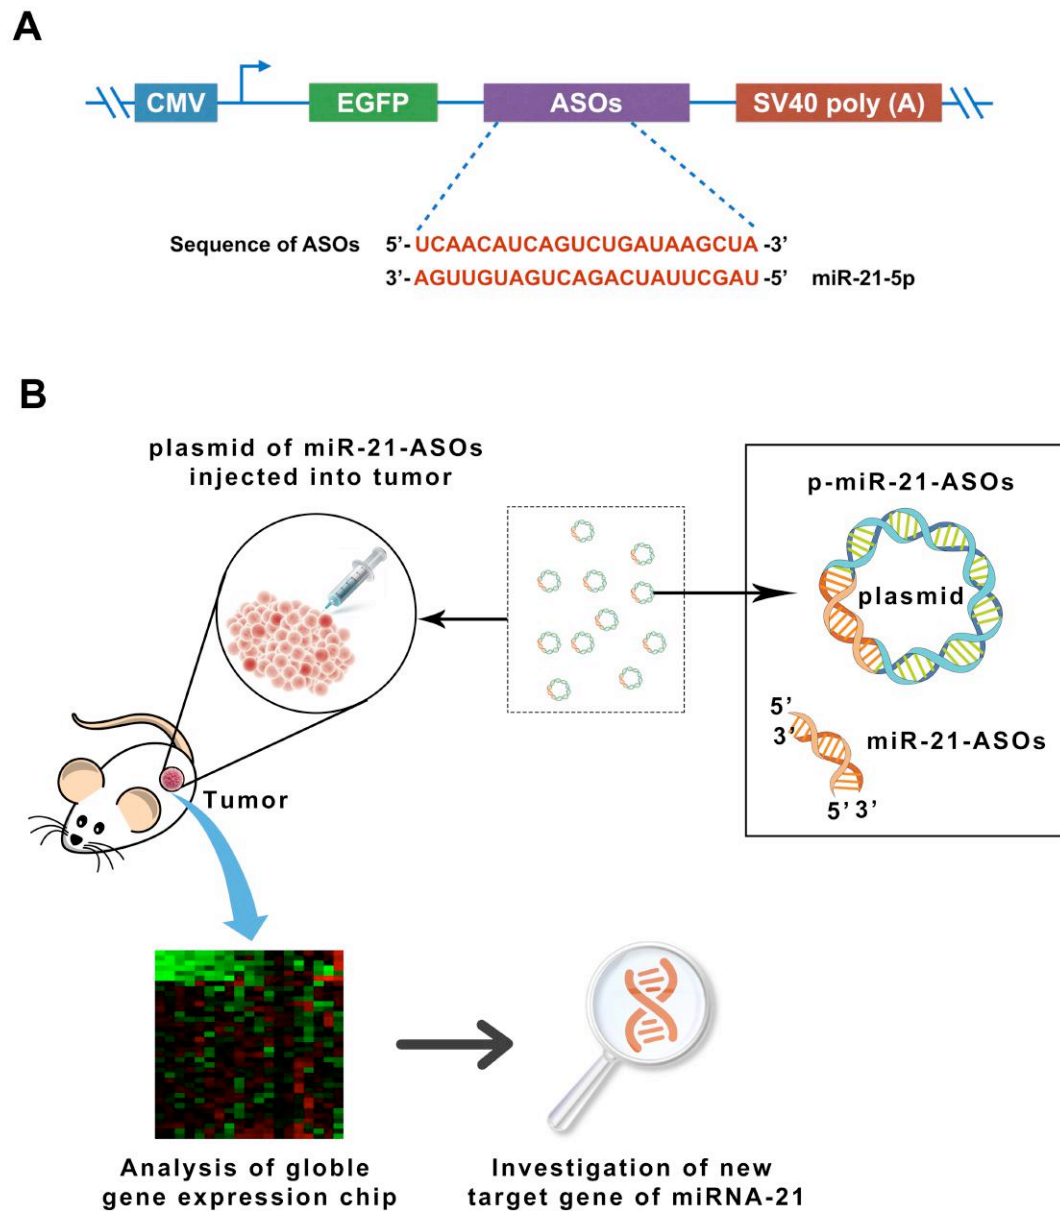 A
CMV
EGFP
ASOs
SV40 poly (A)
Sequence of ASOs 5’- UCAACAUCAGUCUGAUAAGCUA -3’
3’- AGUUGUAGUCAGACUAUUCGAU -5’ miR-21-5p
B
plasmid of miR-21-ASOs
injected into tumor
p-miR-21-ASOs
plasmid
5’
3’
miR-21-ASOs
5’ 3’
Tumor
Analysis of globle
gene expression chip
Investigation of new
target gene of miRNA-21